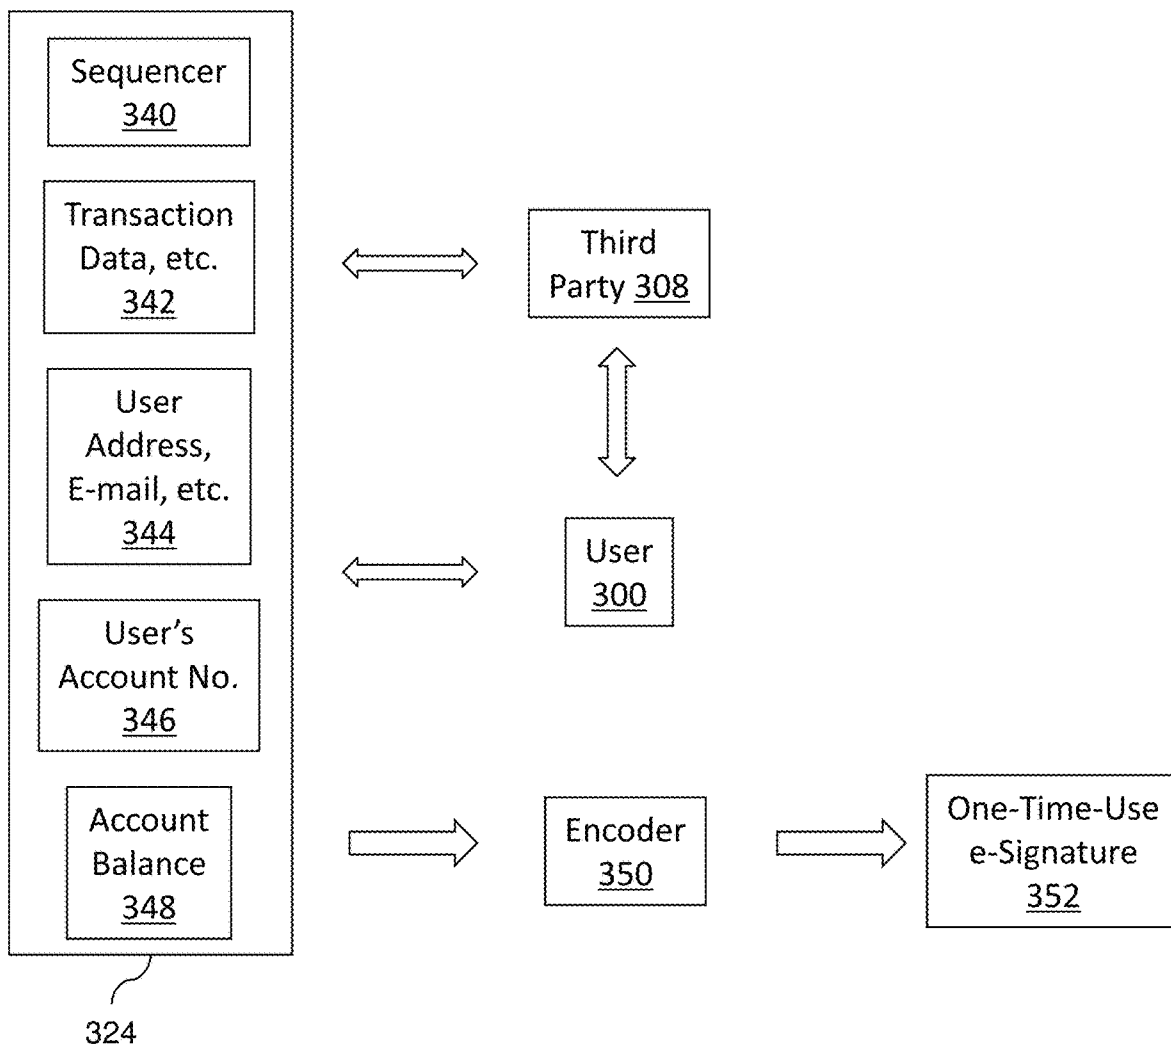 Sequencer
340
Transaction
Data, etc.
342
User
Address,
E-mail, etc.
344
User's
Account No.
346
Account
Balance
348
324
Third
Party 308
User
300
Encoder
350
One-Time-Use
e-Signature
352